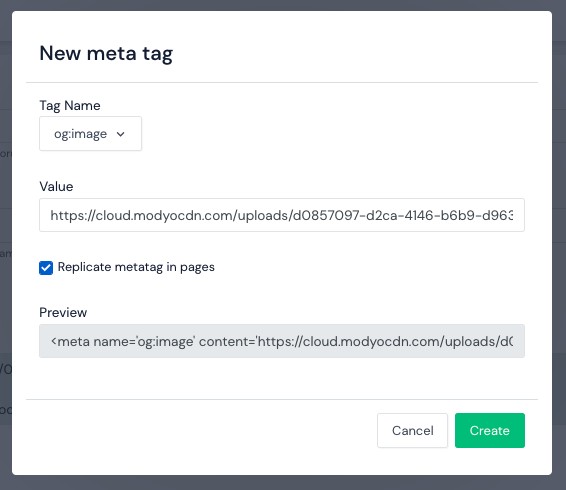 New meta tag
Tag Name
og:image
Value
https://cloud.modyocdn.com/uploads/d0857097-d2ca-4146-b6b9-d963
Replicate metatag in pages
Preview
<meta name='og:image' content='https://cloud.modyocdn.com/uploads/d0
Cancel
Create